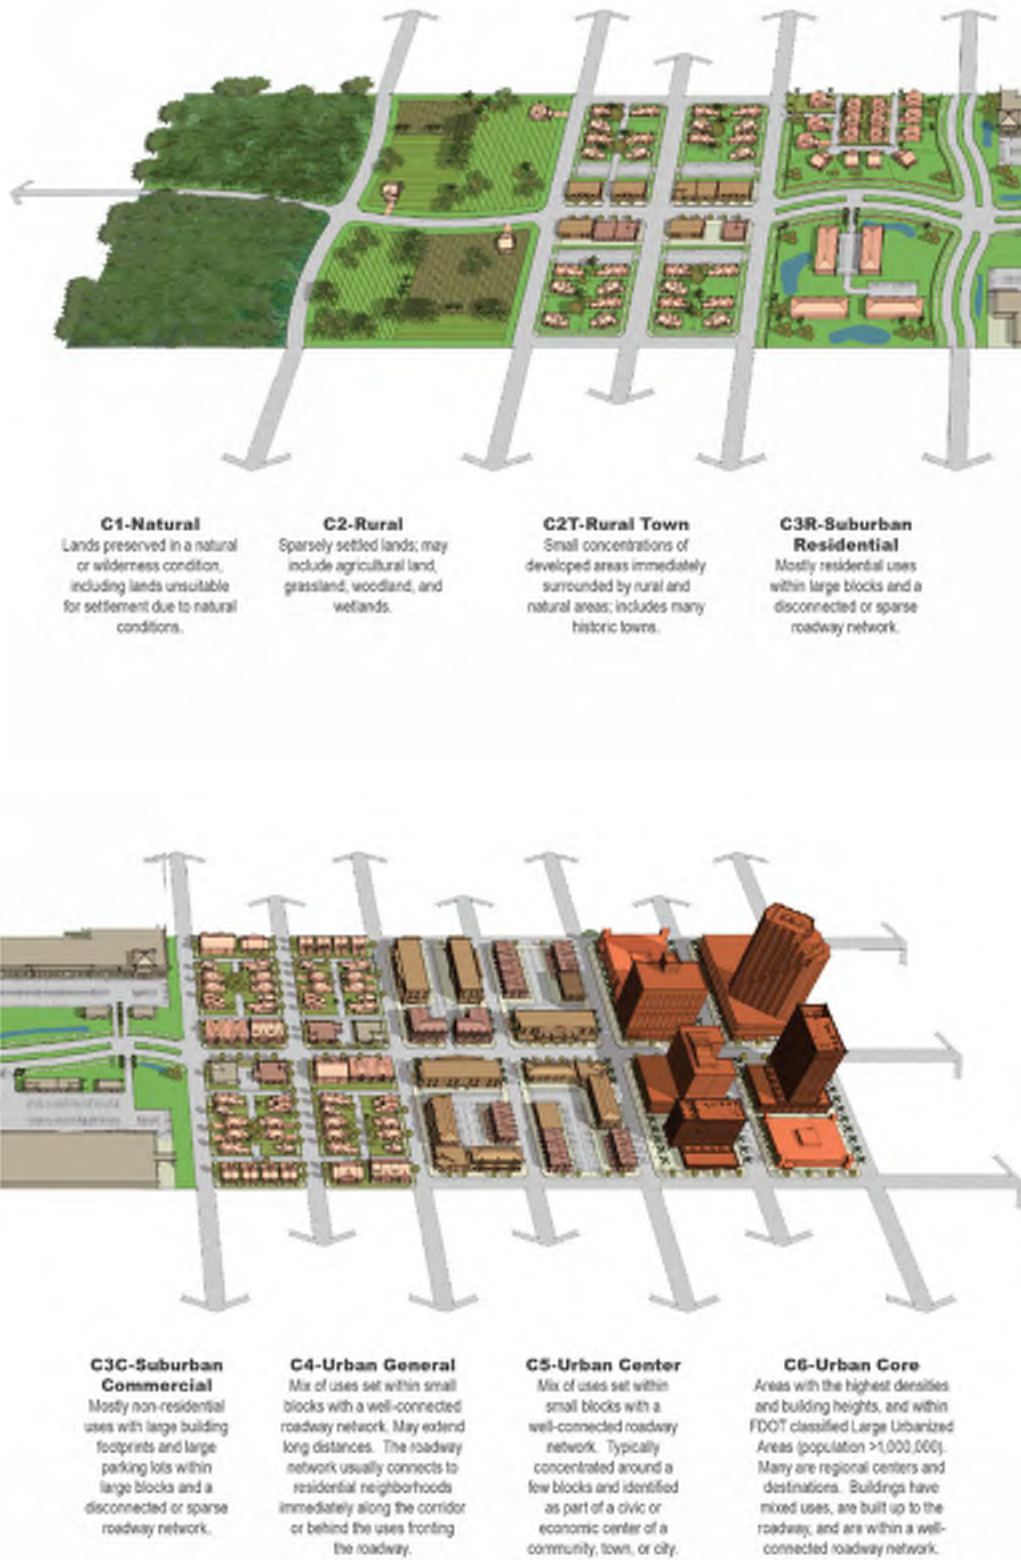 C1-Natural
Lands preserved in a natural
or wilderness condition,
including lands unsuitable
for settlement due to natural
conditions.
C2-Rural
Sparsely settled lands; may
include agricultural land,
grassland, woodland, and
wetlands.
C2T-Rural Town
Small concentrations of
developed areas immediately
surrounded by rural and
natural areas; includes many
historic towns.
C3R-Suburban
Residential
Mostly residential uses
within large blocks and a
disconnected or sparse
roadway network.
C3C-Suburban
Commercial
Mostly non-residential
uses with large building
footprints and large
parking lots within
large blocks and a
disconnected or sparse
roadway network.
C4-Urban General
Mix of uses set within small
blocks with a well-connected
roadway network. May extend
long distances. The roadway
network usually connects to
residential neighborhoods
immediately along the corridor
or behind the uses fronting
the roadway.
C5-Urban Center
Mix of uses set within
small blocks with a
well-connected roadway
network. Typically
concentrated around a
few blocks and identified
as part of a civic or
economic center of a
community, town, or city.
C6-Urban Core
Areas with the highest densities
and building heights, and within
FDOT classified Large Urbanized
Areas (population >1,000,000).
Many are regional centers and
destinations. Buildings have
mixed uses, are built up to the
roadway, and are within a well-
connected roadway network.